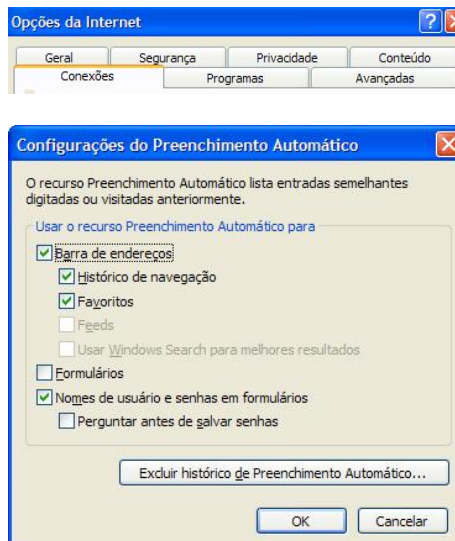 Opções da Internet
Geral Segurança Privacidade Conteúdo
Conexões Programas Avançadas
Configurações do Preenchimento Automático
O recurso Preenchimento Automático lista entradas semelhantes
digitadas ou visitadas anteriormente.
Usar o recurso Preenchimento Automático para
Barra de endereços
Histórico de navegação
Favoritos
Feeds
Usar Windows Search para melhores resultados
Formulários
Nomes de usuário e senhas em formulários
Perguntar antes de salvar senhas
Excluir histórico de Preenchimento Automático...
OK Cancelar